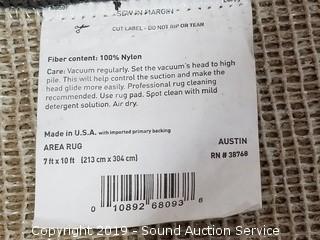 SEW IN MARGIN
CUT LABEL - DO NOT RIP OR TEAR
Fiber content: 100% Nylon
Care: Vacuum regularly. Set the vacuum's head to high
pile. This will help control the suction and make the
head glide more easily. Professional rug cleaning
recommended. Use rug pad. Spot clean with mild
detergent solution. Air dry.
Made in U.S.A. with imported primary backing
AREA RUG
AUSTIN
7 ft x 10 ft (213 cm x 304 cm)
RN # 38768
0 10892 68093 6
Copyright 2019 - Sound Auction Service